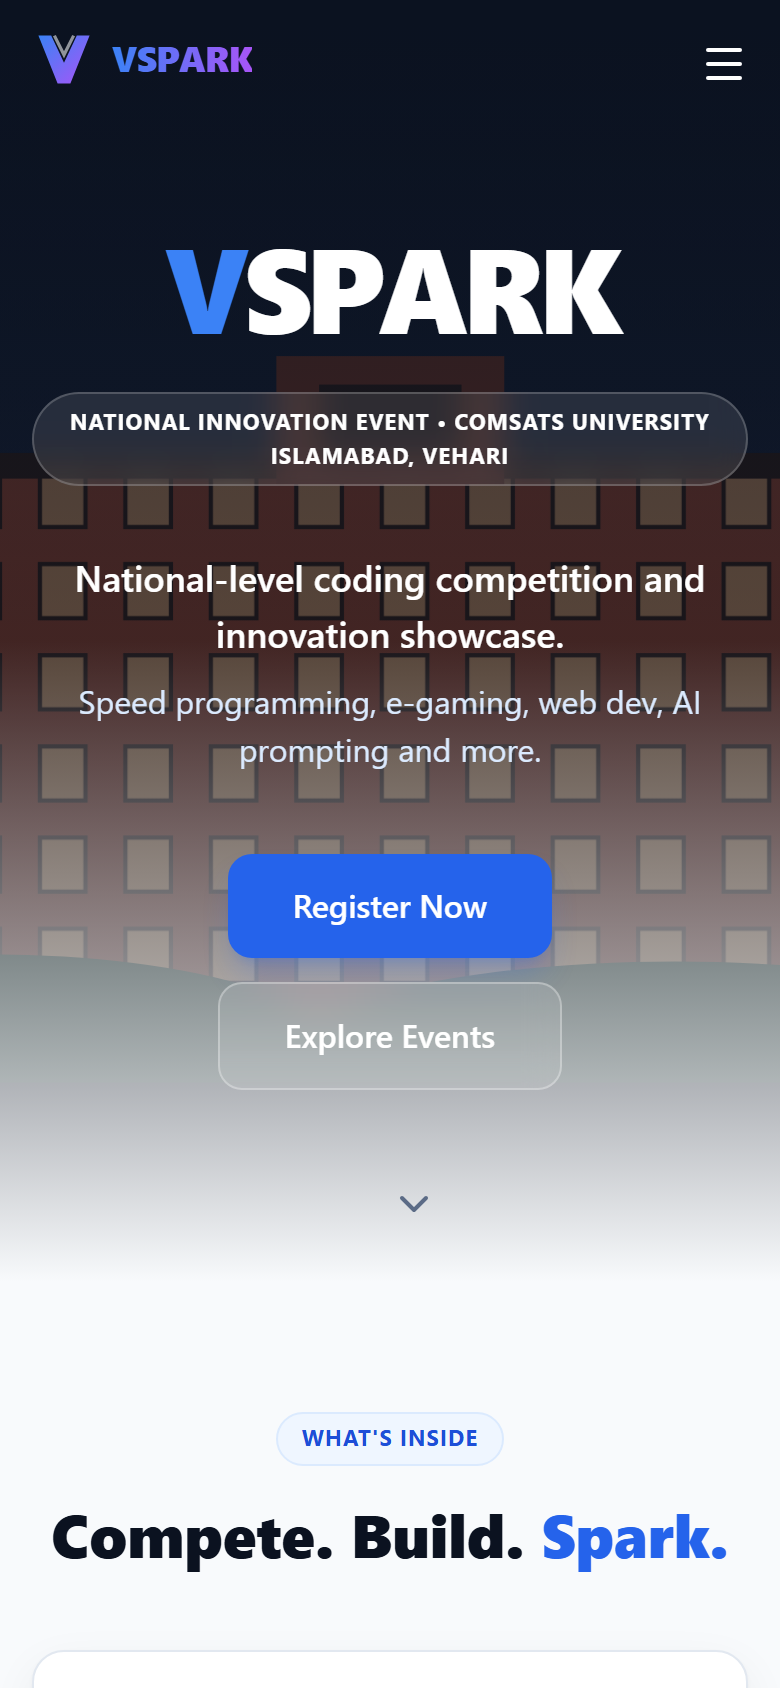 VSPARK
VSPARK
NATIONAL INNOVATION EVENT • COMSATS UNIVERSITY
ISLAMABAD, VEHARI
National-level coding competition and
innovation showcase.
Speed programming, e-gaming, web dev, AI
prompting and more.
Register Now
Explore Events
WHAT'S INSIDE
Compete. Build. Spark.